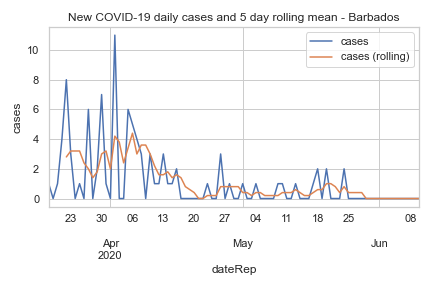 New COVID-19 daily cases and 5 day rolling mean - Barbados
cases
cases (rolling)
10
8
6
4
2
0
cases
23 30 06 13 20 27 04 11 18 25 08
Apr May Jun
2020
dateRep